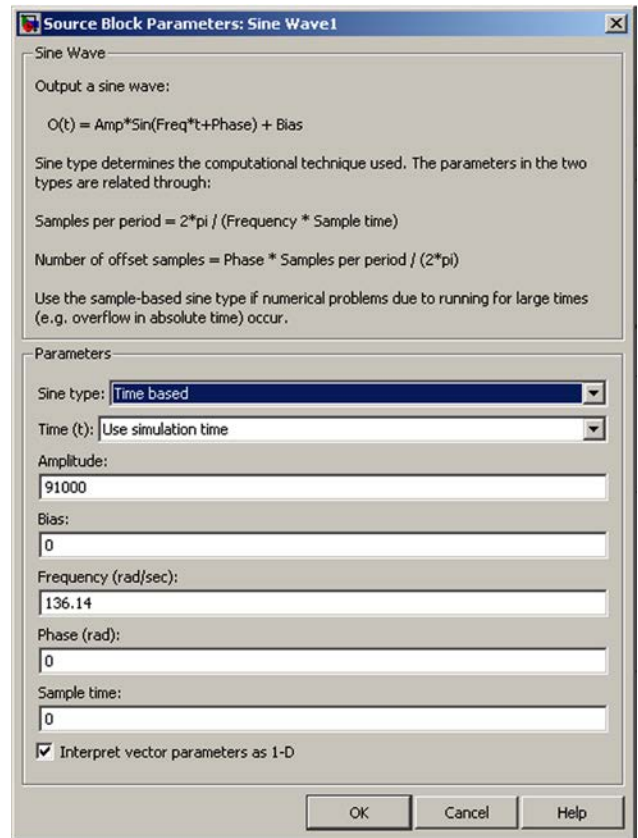 Source Block Parameters: Sine Wave1
Sine Wave
Output a sine wave:
O(t) = Amp*Sin(Freq*t+Phase) + Bias
Sine type determines the computational technique used. The parameters in the two
types are related through:
Samples per period = 2*pi / (Frequency * Sample time)
Number of offset samples = Phase * Samples per period / (2*pi)
Use the sample-based sine type if numerical problems due to running for large times
(e.g. overflow in absolute time) occur.
Parameters
Sine type: Time based
Time (t): Use simulation time
Amplitude:
91000
Bias:
0
Frequency (rad/sec):
136.14
Phase (rad):
0
Sample time:
0
Interpret vector parameters as 1-D
OK Cancel Help